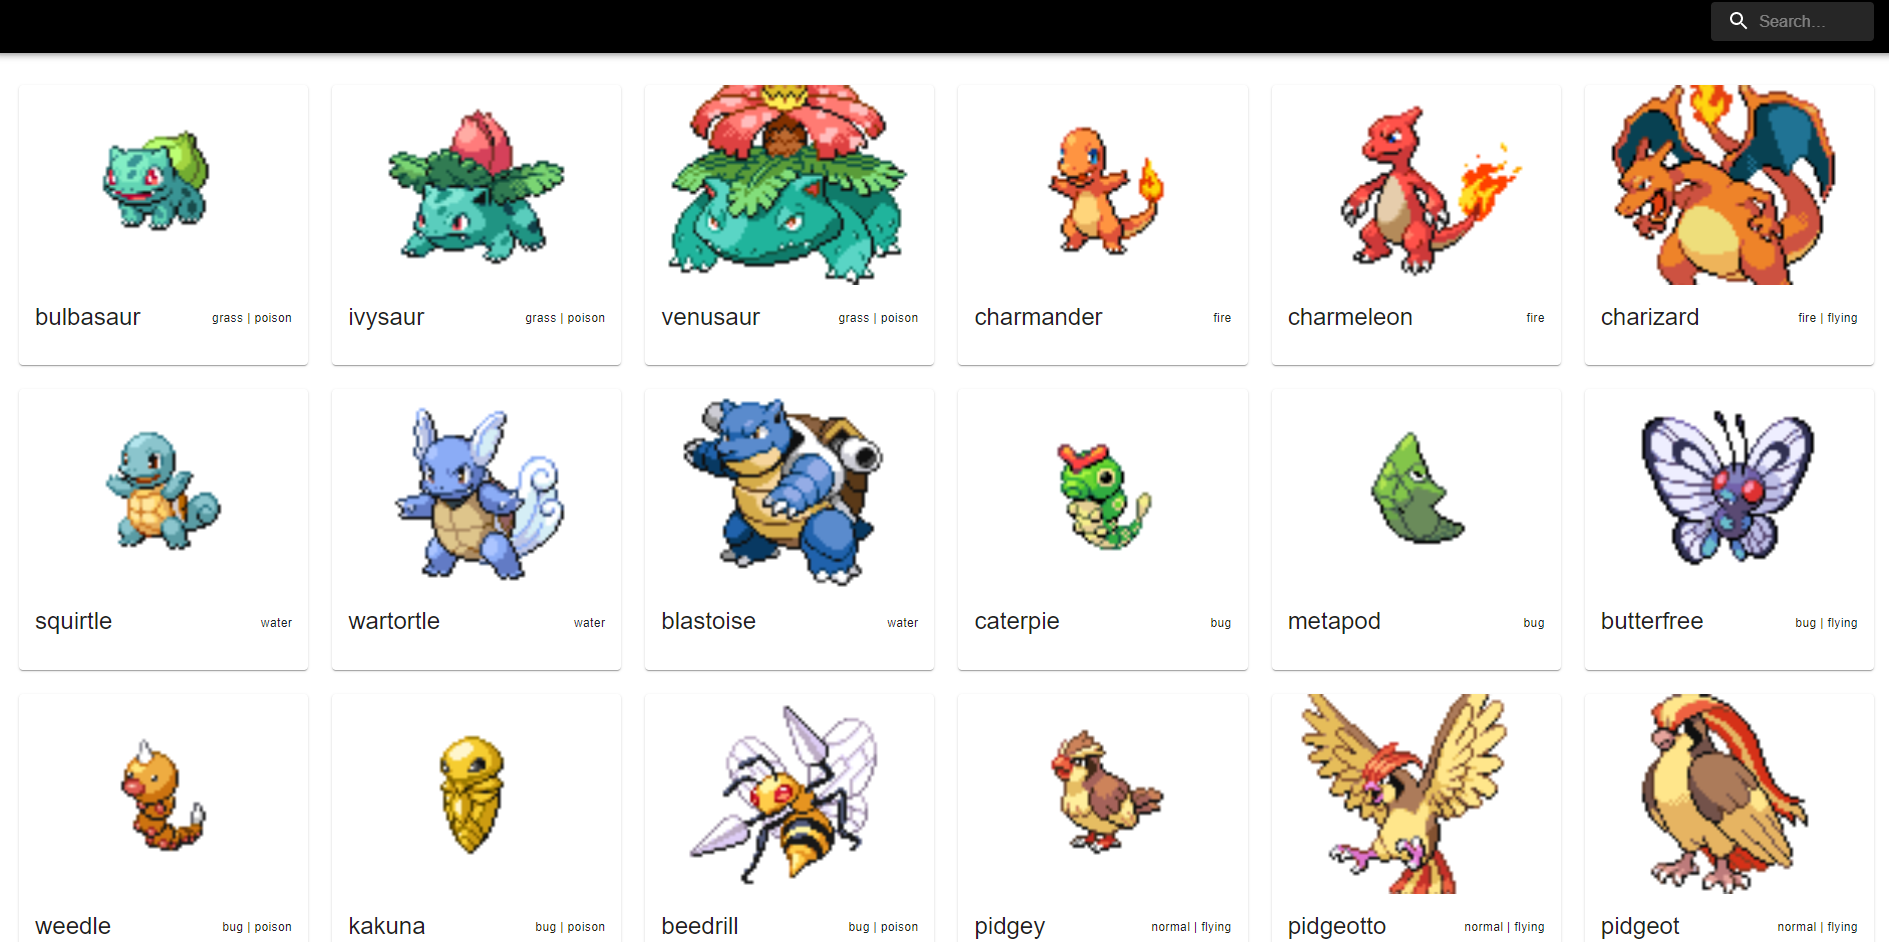 Search...
bulbasaur grass | poison
ivysaur grass | poison
venusaur grass | poison
charmander fire
charmeleon fire
charizard fire | flying
squirtle water
wartortle water
blastoise water
caterpie bug
metapod bug
butterfree bug | flying
weedle bug | poison
kakuna bug | poison
beedrill bug | poison
pidgey normal | flying
pidgeotto normal | flying
pidgeot normal | flying